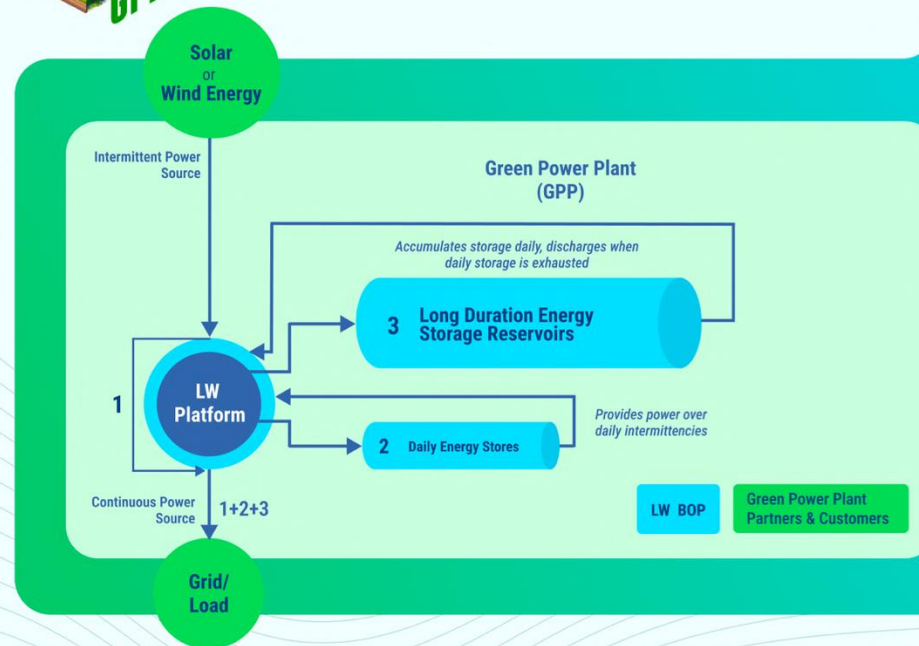 Solar
or
Wind Energy
Intermittent Power
Source
Green Power Plant
(GPP)
Accumulates storage daily, discharges when
daily storage is exhausted
3 Long Duration Energy
Storage Reservoirs
LW
Platform
1
2 Daily Energy Stores
Provides power over
daily intermittencies
Continuous Power
Source
1+2+3
LW BOP
Green Power Plant
Partners & Customers
Grid/
Load